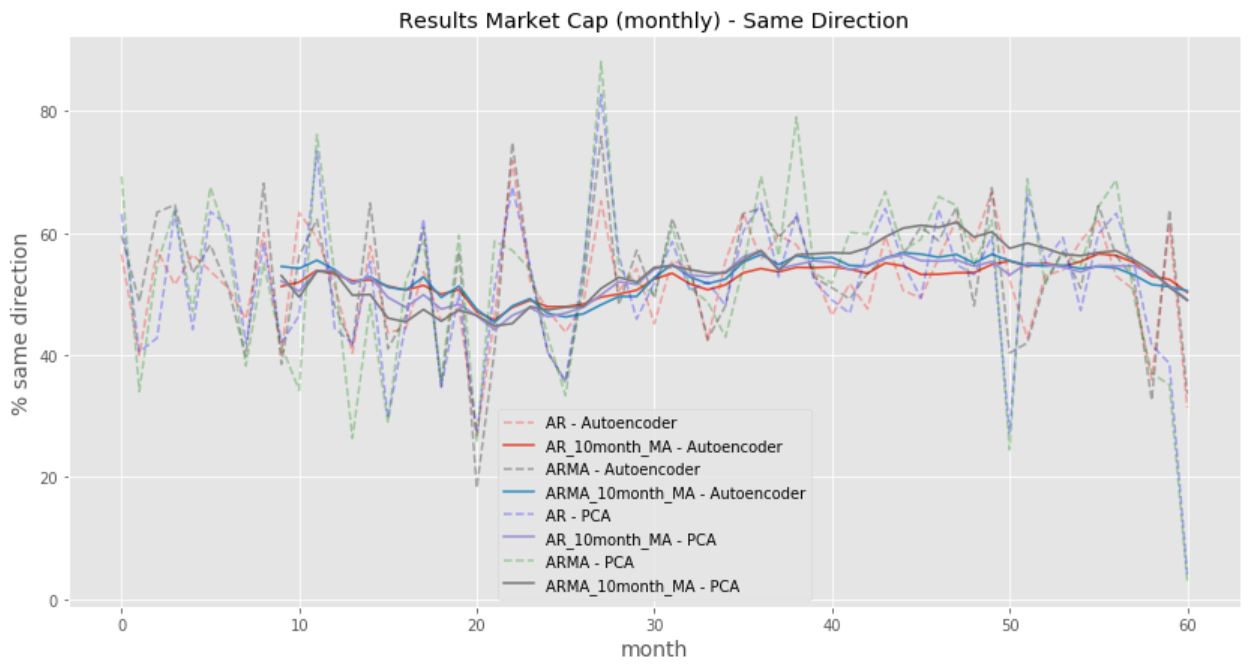 Results Market Cap (monthly) - Same Direction
% same direction
80
60
40
20
0
AR - Autoencoder
AR_10month_MA - Autoencoder
ARMA - Autoencoder
ARMA_10month_MA - Autoencoder
AR - PCA
AR_10month_MA - PCA
ARMA - PCA
ARMA_10month_MA - PCA
0 10 20 30 40 50 60
month